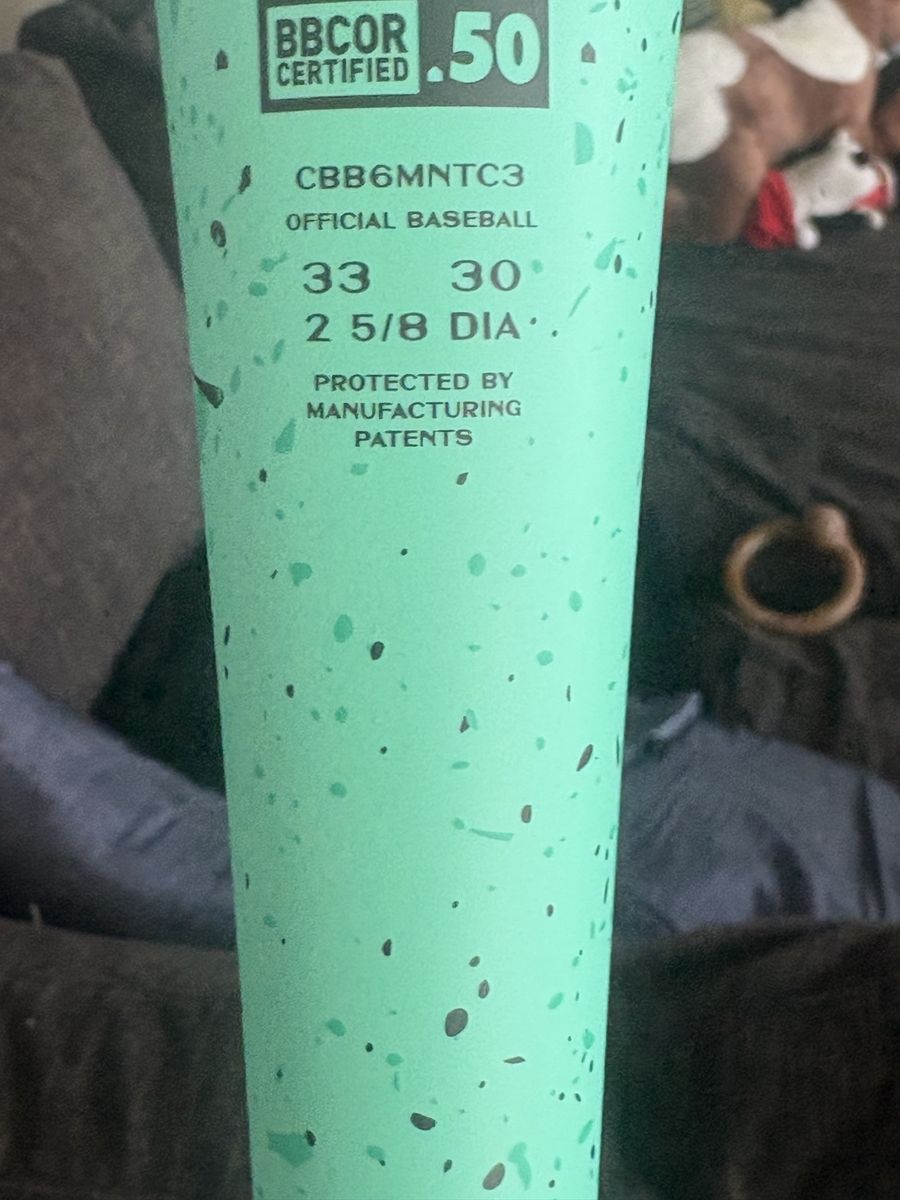 BBCOR
CERTIFIED .50
CBB6MNTC3
OFFICIAL BASEBALL
33 30
2 5/8 DIA.
PROTECTED BY
MANUFACTURING
PATENTS